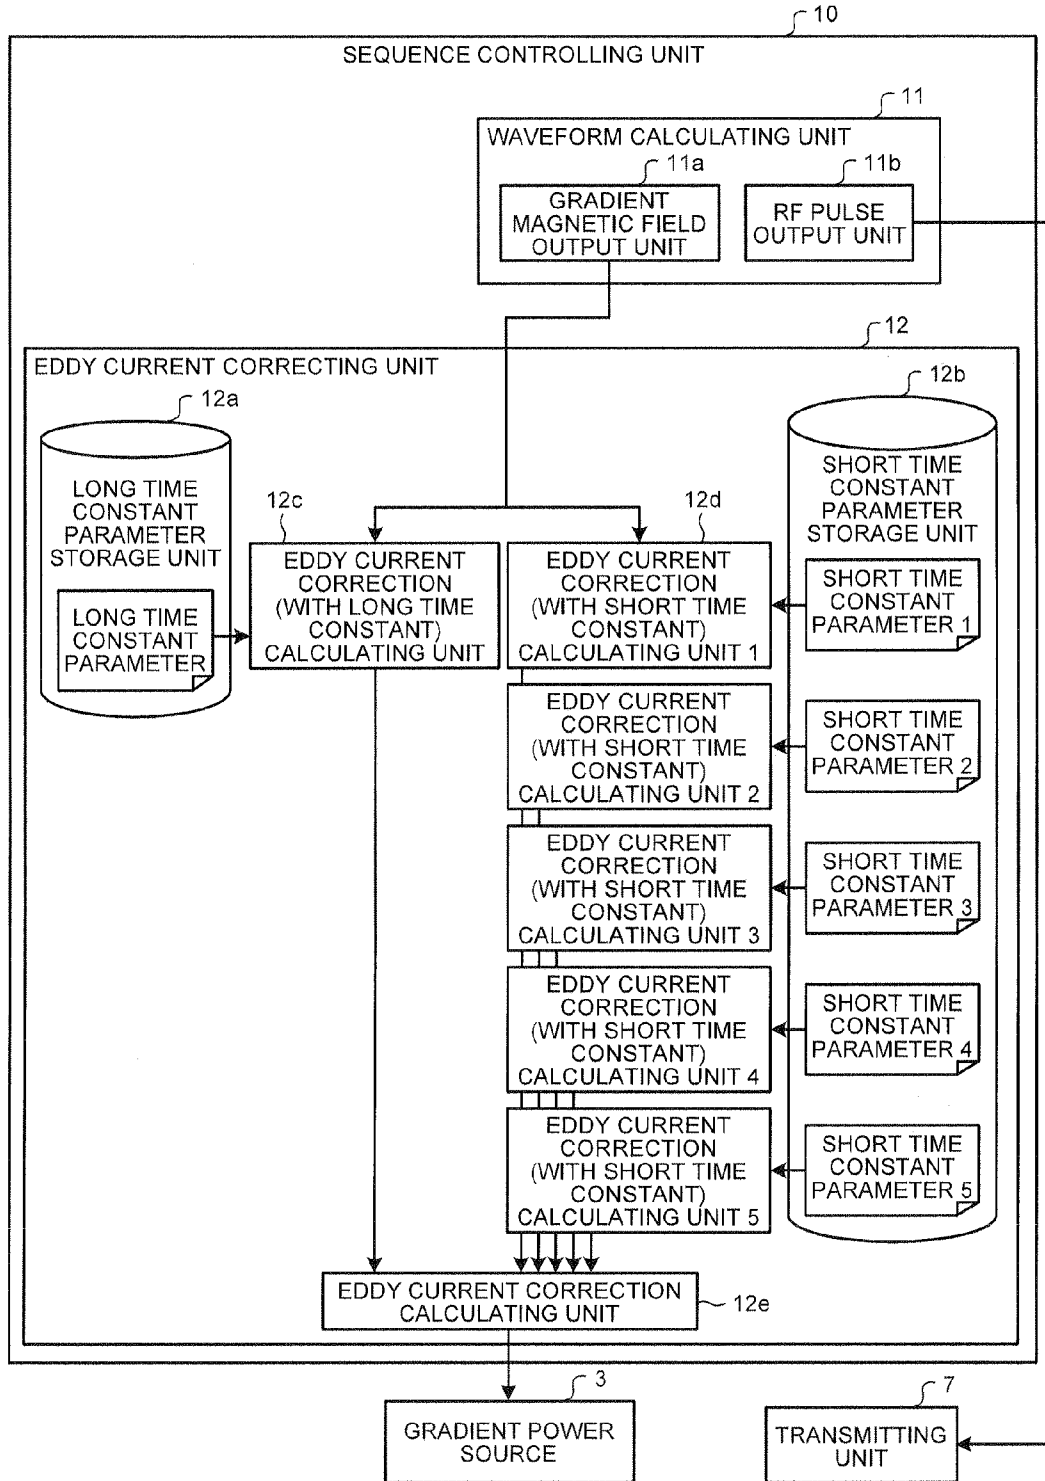 10
SEQUENCE CONTROLLING UNIT
11
WAVEFORM CALCULATING UNIT
11a
11b
GRADIENT
MAGNETIC FIELD
OUTPUT UNIT
RF PULSE
OUTPUT UNIT
12
EDDY CURRENT CORRECTING UNIT
12a
12b
LONG TIME
CONSTANT
PARAMETER
STORAGE UNIT
LONG TIME
CONSTANT
PARAMETER
12c
EDDY CURRENT
CORRECTION
(WITH LONG TIME
CONSTANT)
CALCULATING UNIT
12d
EDDY CURRENT
CORRECTION
(WITH SHORT TIME
CONSTANT)
CALCULATING UNIT 1
SHORT TIME
CONSTANT
PARAMETER
STORAGE UNIT
SHORT TIME
CONSTANT
PARAMETER 1
EDDY CURRENT
CORRECTION
(WITH SHORT TIME
CONSTANT)
CALCULATING UNIT 2
SHORT TIME
CONSTANT
PARAMETER 2
EDDY CURRENT
CORRECTION
(WITH SHORT TIME
CONSTANT)
CALCULATING UNIT 3
SHORT TIME
CONSTANT
PARAMETER 3
EDDY CURRENT
CORRECTION
(WITH SHORT TIME
CONSTANT)
CALCULATING UNIT 4
SHORT TIME
CONSTANT
PARAMETER 4
EDDY CURRENT
CORRECTION
(WITH SHORT TIME
CONSTANT)
CALCULATING UNIT 5
SHORT TIME
CONSTANT
PARAMETER 5
EDDY CURRENT CORRECTION
CALCULATING UNIT
12e
3
GRADIENT POWER
SOURCE
7
TRANSMITTING
UNIT